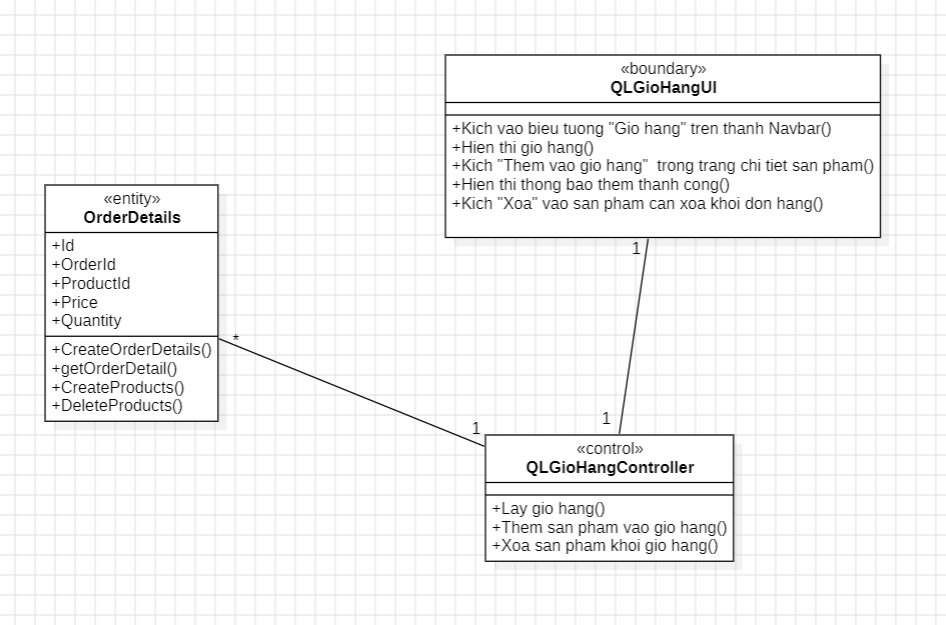 «boundary»
QLGioHangUI
+Kich vao bieu tuong "Gio hang" tren thanh Navbar()
+Hien thi gio hang()
+Kich "Them vao gio hang"  trong trang chi tiet san pham()
+Hien thi thong bao them thanh cong()
+Kich "Xoa" vao san pham can xoa khoi don hang()
1
«entity»
OrderDetails
+Id
+OrderId
+ProductId
+Price
+Quantity
+CreateOrderDetails()
+getOrderDetail()
+CreateProducts()
+DeleteProducts()
*
1
1
«control»
QLGioHangController
+Lay gio hang()
+Them san pham vao gio hang()
+Xoa san pham khoi gio hang()